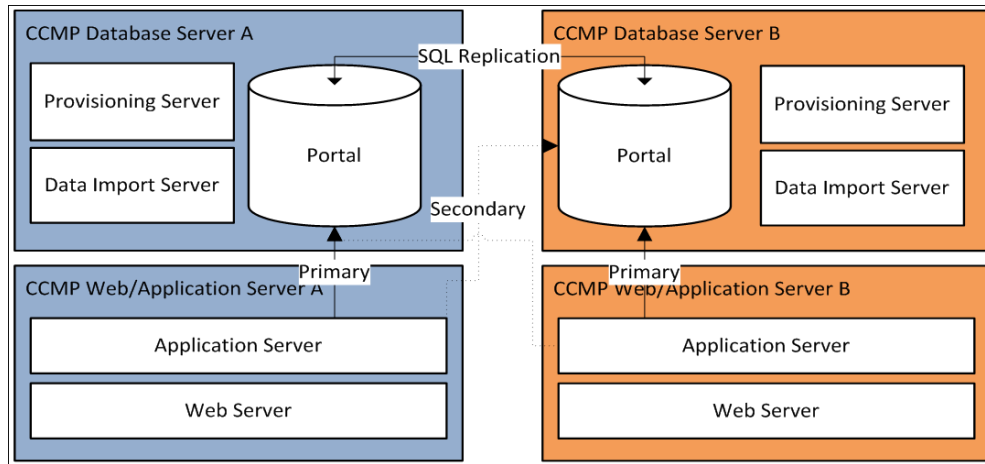 CCMP Database Server A
CCMP Database Server B
SQL Replication
Provisioning Server
Portal
Data Import Server
Portal
Provisioning Server
Data Import Server
Secondary
Primary
Primary
CCMP Web/Application Server A
Application Server
Web Server
CCMP Web/Application Server B
Application Server
Web Server